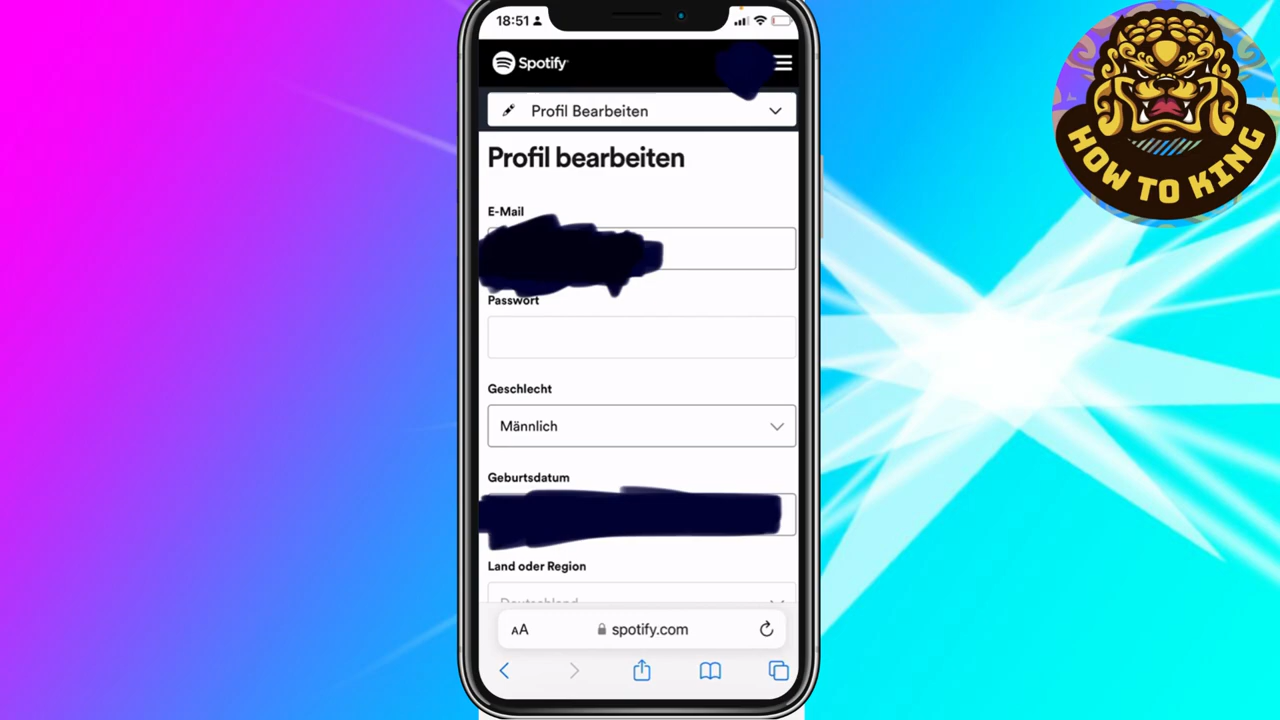 18:51
Spotify
Profil Bearbeiten
Profil bearbeiten
E-Mail
Passwort
Geschlecht
Männlich
Geburtsdatum
Land oder Region
Deutschland
AA
spotify.com
HOW TO KING